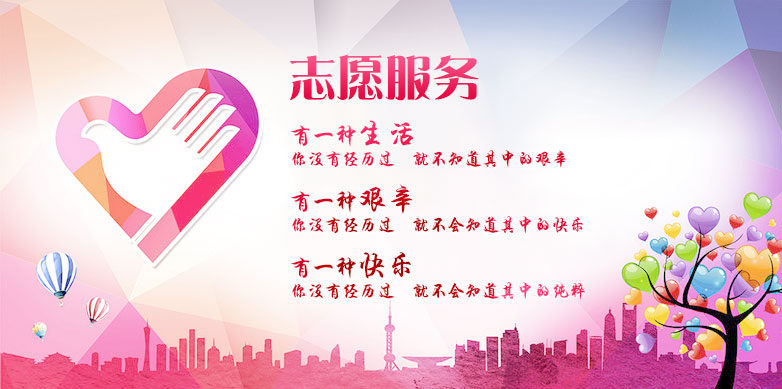 志愿服务
有一种生活
你没有经历过 就不知道其中的艰辛
有一种艰辛
你没有经历过 就不会知道其中的快乐
有一种快乐
你没有经历过 就不会知道其中的纯粹